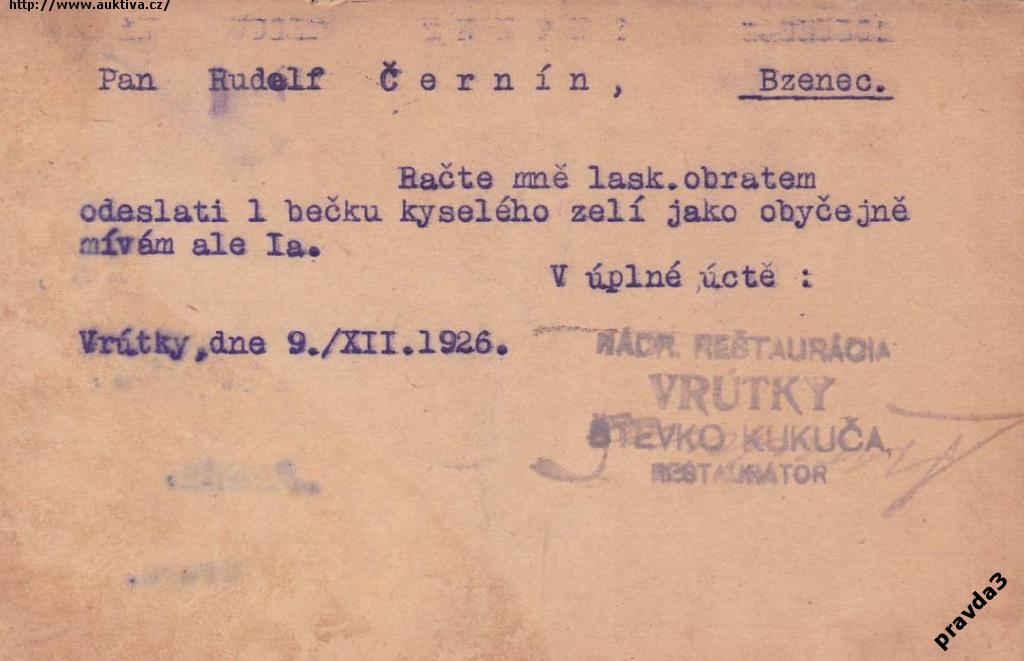 http://www.auktiva.cz/
Pan Rudolf Černín, Bzenec.
Račte mně lask.obratem
odeslati 1 bečku kyselého zelí jako obyčejně
mívám ale Ia.
V úplné úctě :
Vrútky,dne 9./XII.1926.
NÁDR. REŠTAURÁCIA
VRÚTKY
ŠTEVKO KUKUČA
REŠTAURATOR
pravda3